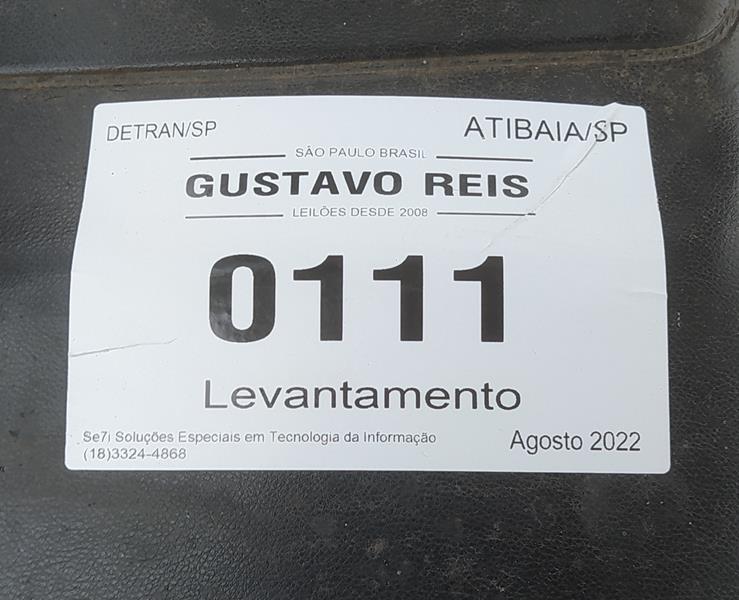 DETRAN/SP
ATIBAIA/SP
SÃO PAULO BRASIL
GUSTAVO REIS
LEILÕES DESDE 2008
0111
Levantamento
Se7i Soluções Especiais em Tecnologia da Informação
(18)3324-4868
Agosto 2022